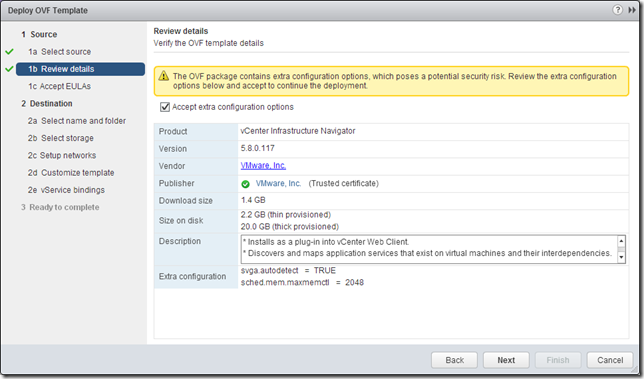 Deploy OVF Template
1 Source
1a Select source
1b Review details
1c Accept EULAs
2 Destination
2a Select name and folder
2b Select storage
2c Setup networks
2d Customize template
2e vService bindings
3 Ready to complete
Review details
Verify the OVF template details
The OVF package contains extra configuration options, which poses a potential security risk. Review the extra configuration
options below and accept to continue the deployment.
Accept extra configuration options
Product vCenter Infrastructure Navigator
Version 5.8.0.117
Vendor VMware, Inc.
Publisher VMware, Inc. (Trusted certificate)
Download size 1.4 GB
Size on disk 2.2 GB (thin provisioned)
20.0 GB (thick provisioned)
Description * Installs as a plug-in into vCenter Web Client.
* Discovers and maps application services that exist on virtual machines and their interdependencies.
Extra configuration svga.autodetect = TRUE
sched.mem.maxmemctl = 2048
Back Next Finish Cancel